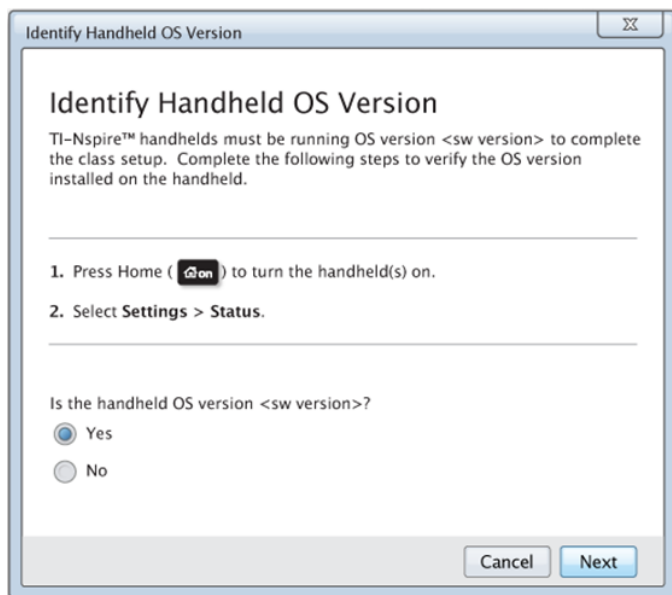 Identify Handheld OS Version
Identify Handheld OS Version
TI-Nspire™ handhelds must be running OS version <sw version> to complete
the class setup. Complete the following steps to verify the OS version
installed on the handheld.
1. Press Home ( on ) to turn the handheld(s) on.
2. Select Settings > Status.
Is the handheld OS version <sw version>?
Yes
No
Cancel Next